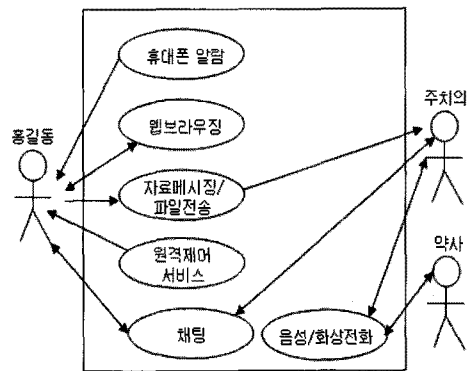 휴대폰 알람
주치의
홍길동
웹브라우징
자료메시징/
파일전송
약사
원격제어
서비스
채팅
음성/화상전화